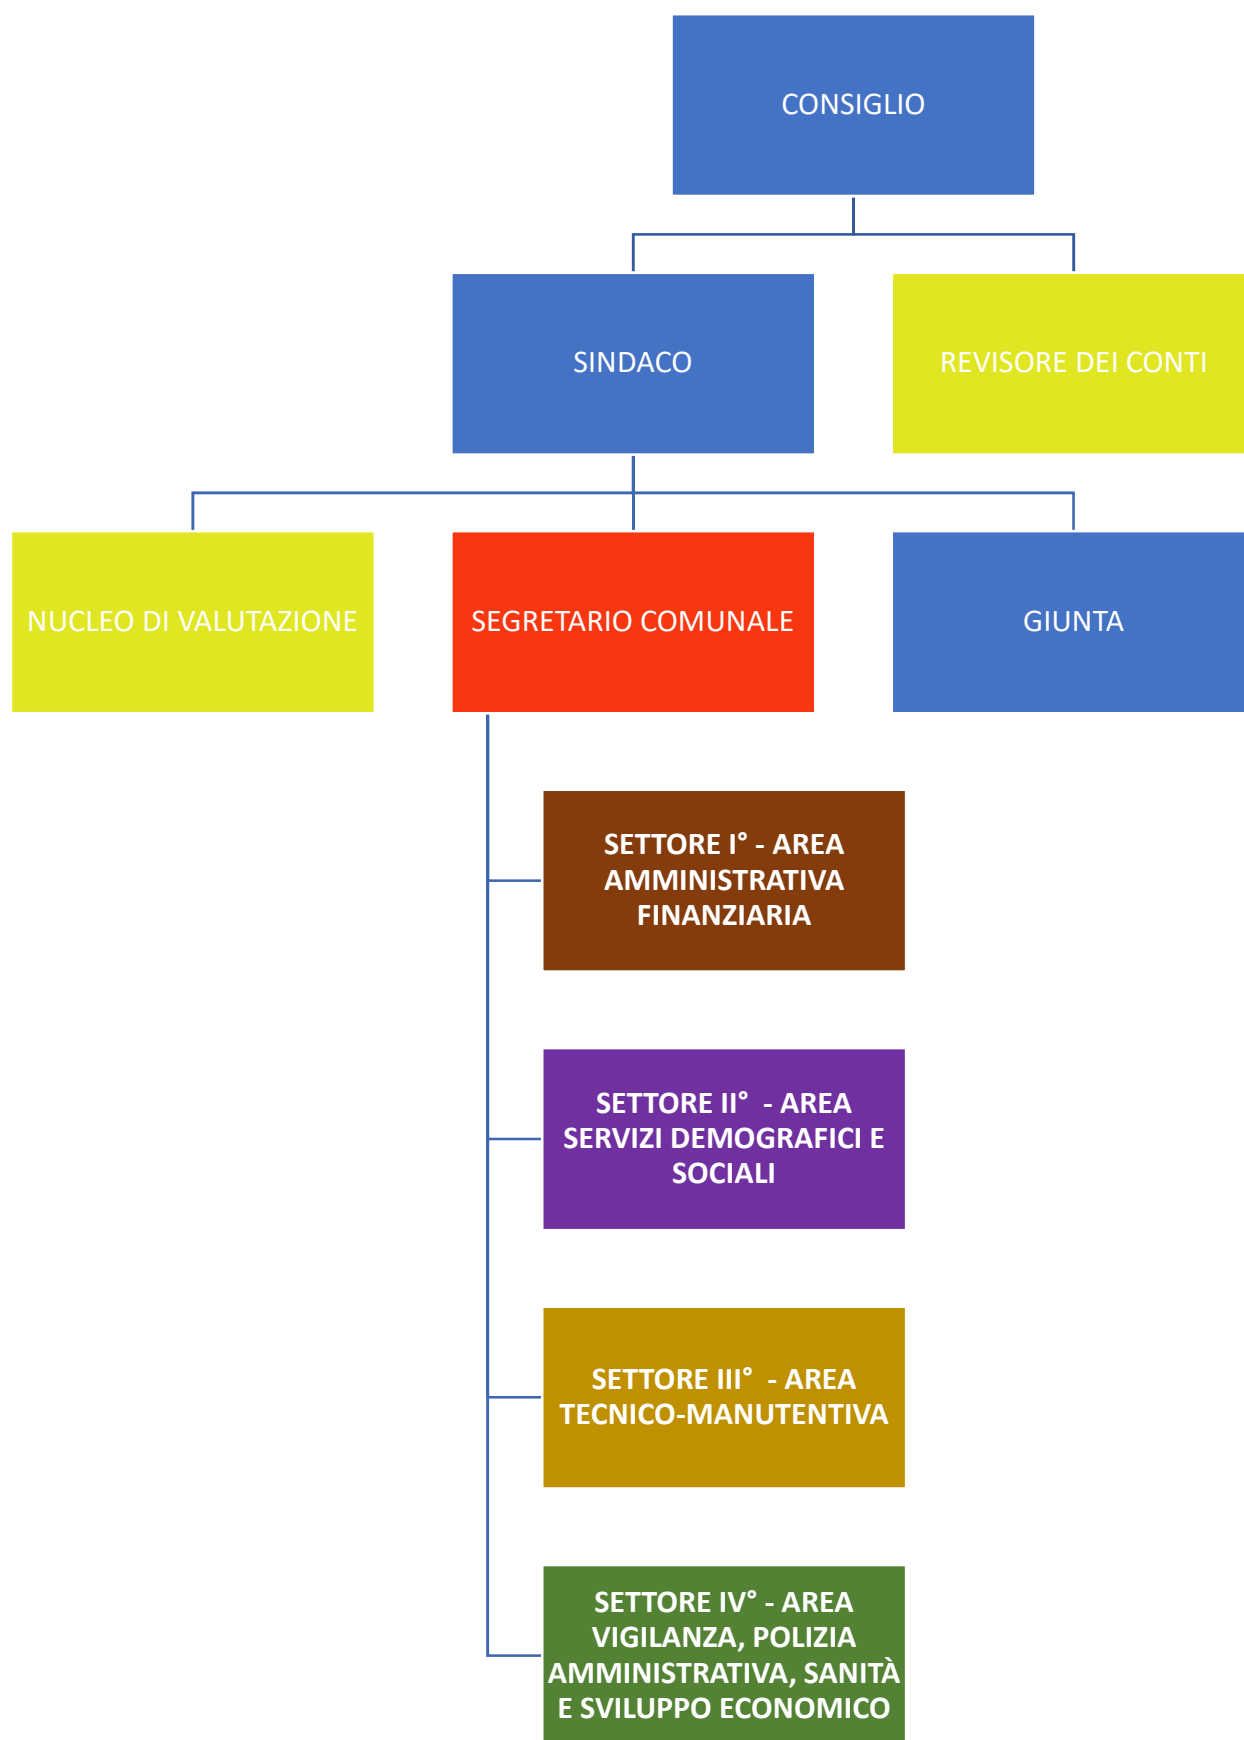 CONSIGLIO
SINDACO
REVISORE DEI CONTI
NUCLEO DI VALUTAZIONE
SEGRETARIO COMUNALE
GIUNTA
SETTORE I° - AREA
AMMINISTRATIVA
FINANZIARIA
SETTORE II° - AREA
SERVIZI DEMOGRAFICI E
SOCIALI
SETTORE III° - AREA
TECNICO-MANUTENTIVA
SETTORE IV° - AREA
VIGILANZA, POLIZIA
AMMINISTRATIVA, SANITÀ
E SVILUPPO ECONOMICO